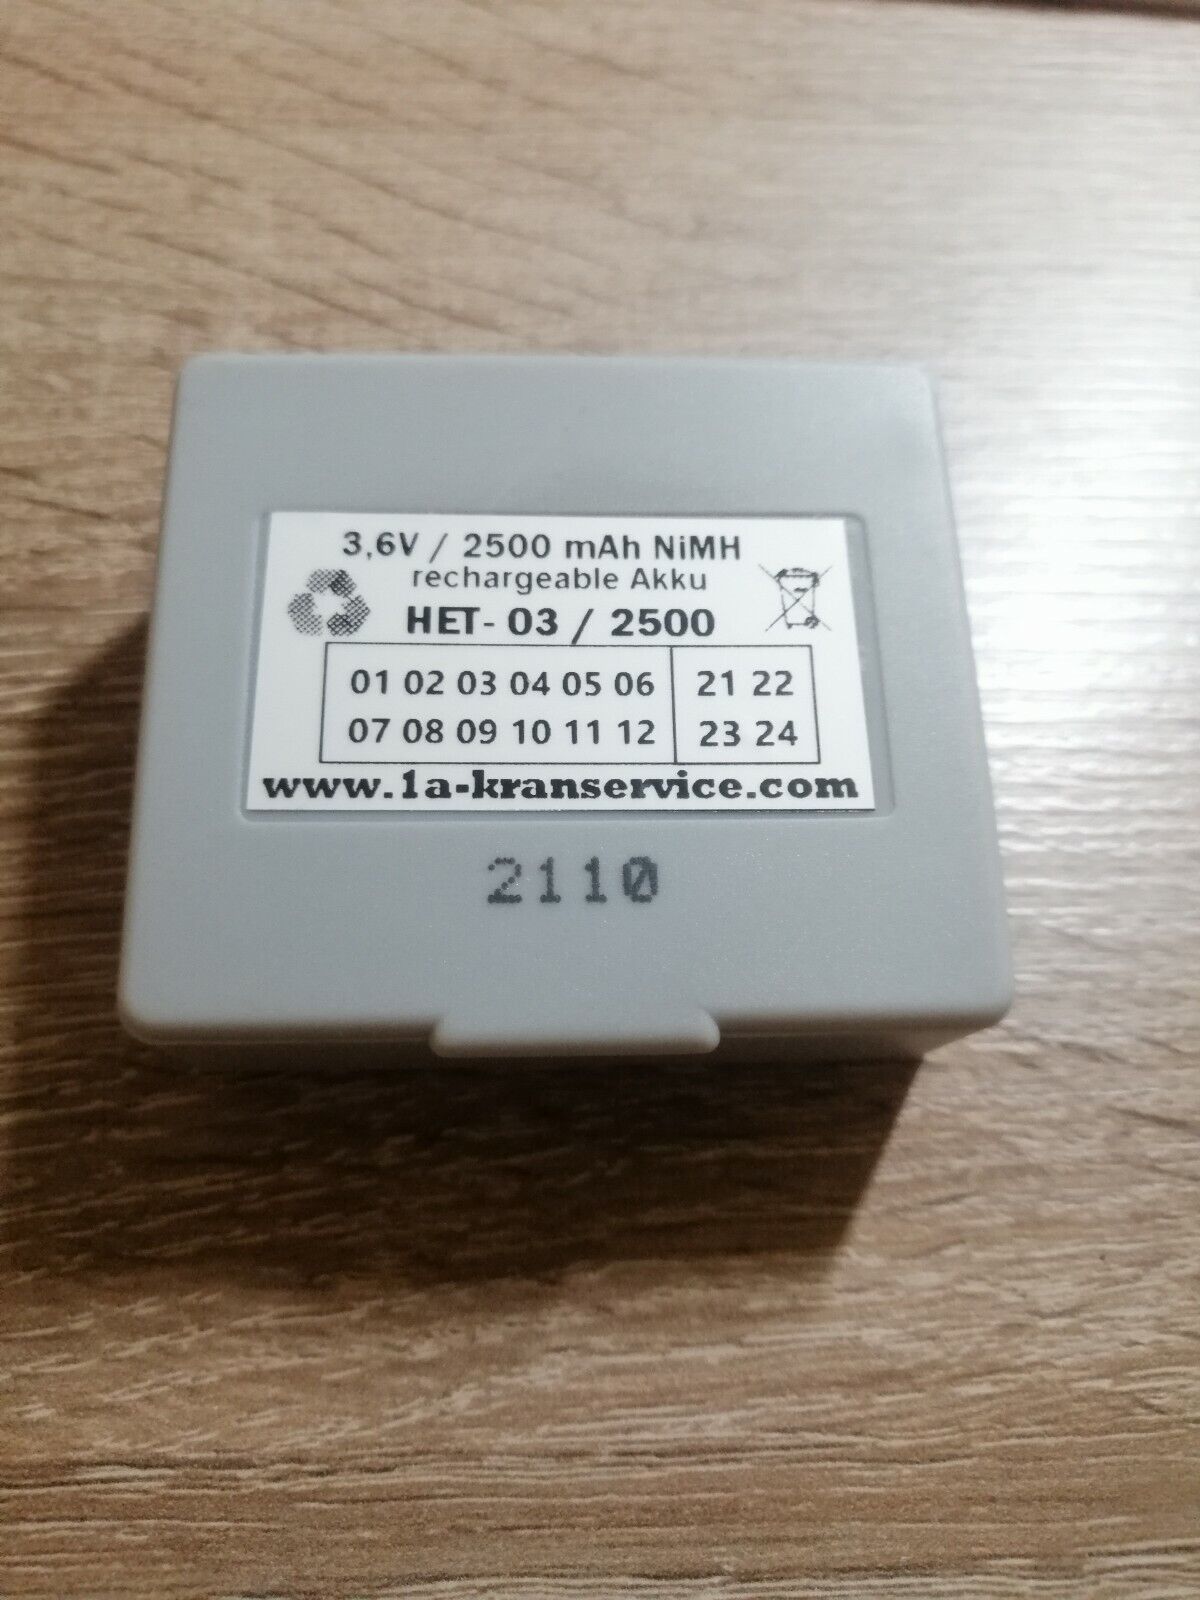 3,6V / 2500 mAh NiMH
rechargeable Akku
HET- 03 / 2500
01 02 03 04 05 06 21 22
07 08 09 10 11 12 23 24
www.1a-kranservice.com
2110